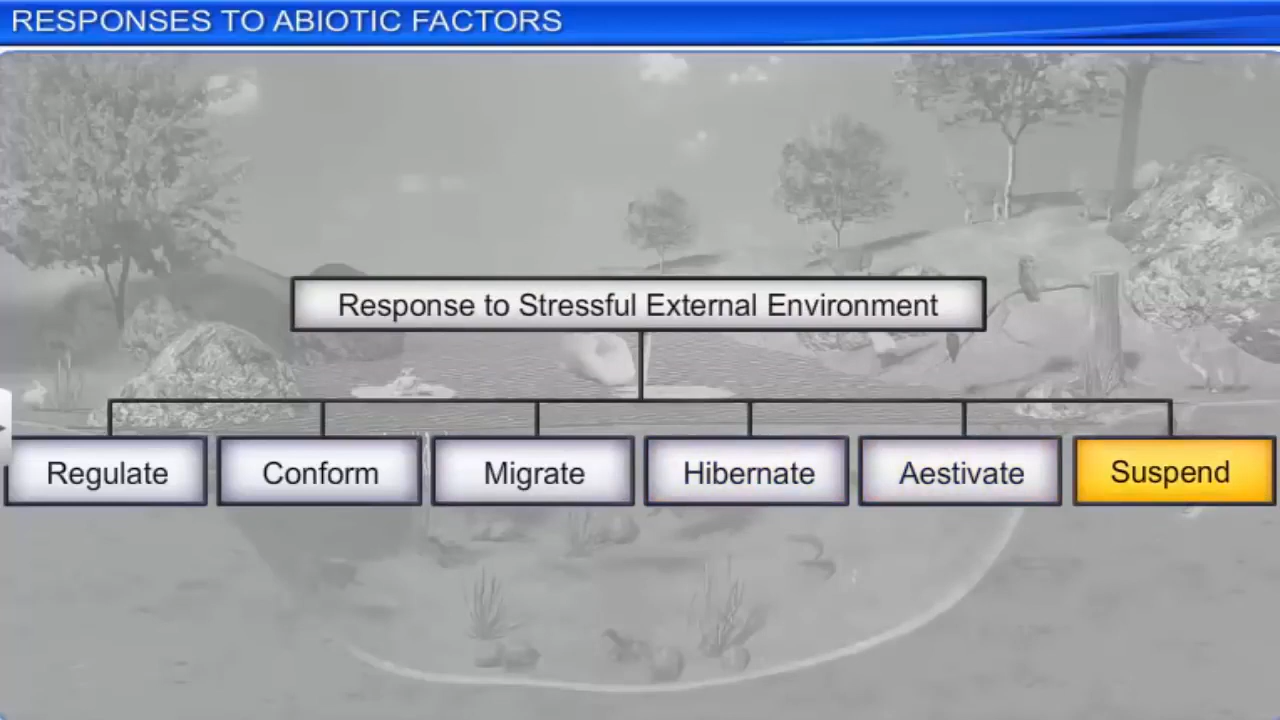 RESPONSES TO ABIOTIC FACTORS
Response to Stressful External Environment
Regulate
Conform
Migrate
Hibernate
Aestivate
Suspend